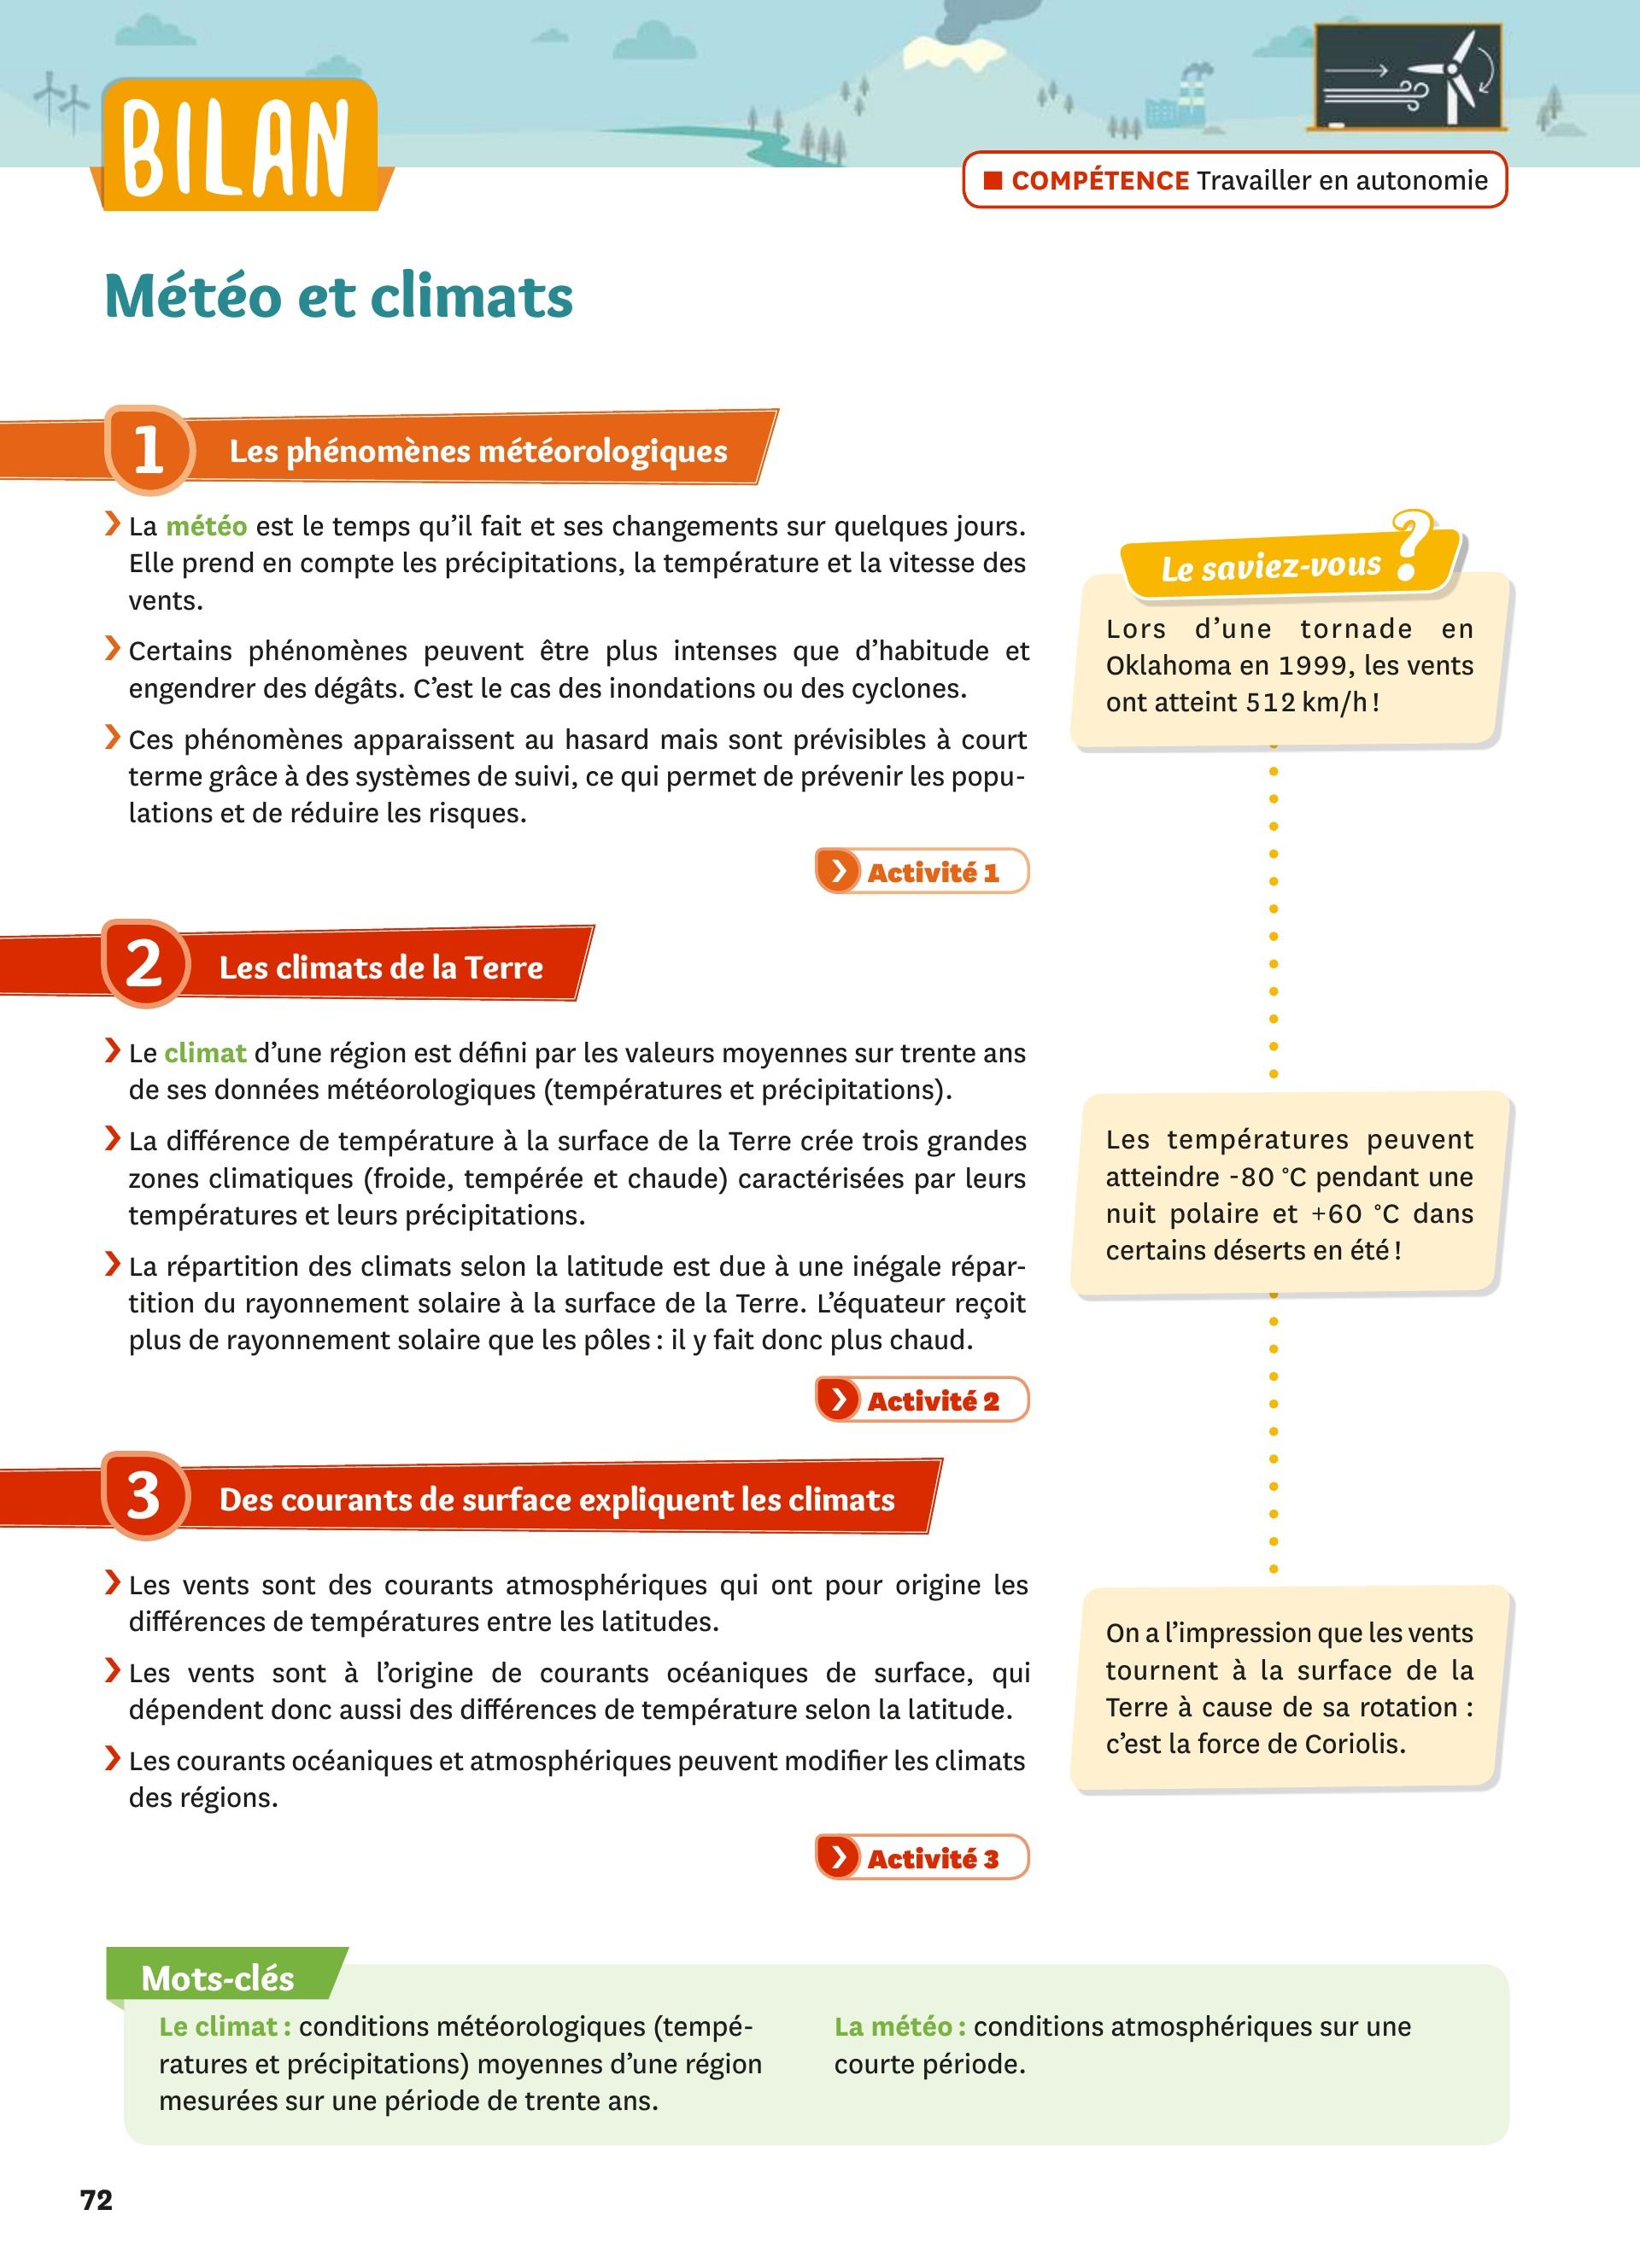 BILAN
■ COMPÉTENCE Travailler en autonomie
Météo et climats
1 Les phénomènes météorologiques
❯ La météo est le temps qu’il fait et ses changements sur quelques jours.
Elle prend en compte les précipitations, la température et la vitesse des
vents.
❯ Certains phénomènes peuvent être plus intenses que d’habitude et
engendrer des dégâts. C’est le cas des inondations ou des cyclones.
❯ Ces phénomènes apparaissent au hasard mais sont prévisibles à court
terme grâce à des systèmes de suivi, ce qui permet de prévenir les popu-
lations et de réduire les risques.
❯ Activité 1
Le saviez-vous ?
Lors d’une tornade en
Oklahoma en 1999, les vents
ont atteint 512 km/h !
2 Les climats de la Terre
❯ Le climat d’une région est défini par les valeurs moyennes sur trente ans
de ses données météorologiques (températures et précipitations).
❯ La différence de température à la surface de la Terre crée trois grandes
zones climatiques (froide, tempérée et chaude) caractérisées par leurs
températures et leurs précipitations.
❯ La répartition des climats selon la latitude est due à une inégale répar-
tition du rayonnement solaire à la surface de la Terre. L’équateur reçoit
plus de rayonnement solaire que les pôles : il y fait donc plus chaud.
❯ Activité 2
Les températures peuvent
atteindre -80 °C pendant une
nuit polaire et +60 °C dans
certains déserts en été !
3 Des courants de surface expliquent les climats
❯ Les vents sont des courants atmosphériques qui ont pour origine les
différences de températures entre les latitudes.
❯ Les vents sont à l’origine de courants océaniques de surface, qui
dépendent donc aussi des différences de température selon la latitude.
❯ Les courants océaniques et atmosphériques peuvent modifier les climats
des régions.
❯ Activité 3
On a l’impression que les vents
tournent à la surface de la
Terre à cause de sa rotation :
c’est la force de Coriolis.
Mots-clés
Le climat : conditions météorologiques (tempé-
ratures et précipitations) moyennes d’une région
mesurées sur une période de trente ans.
La météo : conditions atmosphériques sur une
courte période.
72